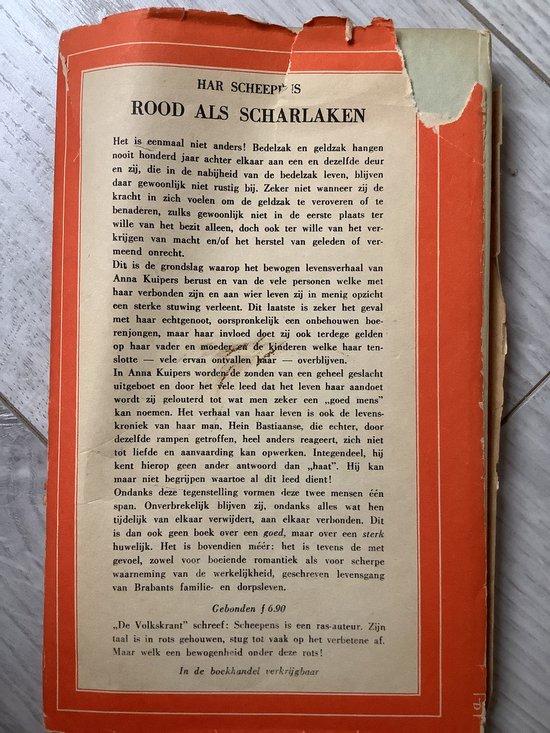 HAR SCHEEPENS
ROOD ALS SCHARLAKEN
Het is eenmaal niet anders! Bedelzak en geldzak hangen
nooit honderd jaar achter elkaar aan een en dezelfde deur
en zij, die in de nabijheid van de bedelzak leven, blijven
daar gewoonlijk niet rustig bij. Zeker niet wanneer zij de
kracht in zich voelen om de geldzak te veroveren of te
benaderen, zulks gewoonlijk niet in de eerste plaats ter
wille van het bezit alleen, doch ook ter wille van het ver-
krijgen van macht en/of het herstel van geleden of ver-
meend onrecht.
Dit is de grondslag waarop het bewogen levensverhaal van
Anna Kuipers berust en van de vele personen welke met
haar verbonden zijn en aan wier leven zij in menig opzicht
een sterke stuwing verleent. Dit laatste is zeker het geval
met haar echtgenoot, oorspronkelijk een onbehouwen boe-
renjongen, maar haar invloed doet zij ook terdege gelden
op haar vader en moeder en de kinderen welke haar ten-
slotte — vele ervan ontvallen haar — overblijven.
In Anna Kuipers worden de zonden van een geheel geslacht
uitgeboet en door het vele leed dat het leven haar aandoet
wordt zij gelouterd tot wat men zeker een „goed mens"
kan noemen. Het verhaal van haar leven is ook de levens-
kroniek van haar man, Hein Bastiaanse, die echter, door
dezelfde rampen getroffen, heel anders reageert, zich niet
tot liefde en aanvaarding kan opwerken. Integendeel, hij
kent hierop geen ander antwoord dan „haat". Hij kan
maar niet begrijpen waartoe al dit leed dient!
Ondanks deze tegenstelling vormen deze twee mensen één
span. Onverbrekelijk blijven zij, ondanks alles wat hen
tijdelijk van elkaar verwijdert, aan elkaar verbonden. Dit
is dan ook geen boek over een goed, maar over een sterk
huwelijk. Het is bovendien méér: het is tevens de met
gevoel, zowel voor boeiende romantiek als voor scherpe
waarneming van de werkelijkheid, geschreven levensgang
van Brabants familie- en dorpsleven.
Gebonden f 6.90
„De Volkskrant" schreef: Scheepens is een ras-auteur. Zijn
taal is in rots gehouwen, stug tot vaak op het verbetene af.
Maar welk een bewogenheid onder deze rots!
In de boekhandel verkrijgbaar